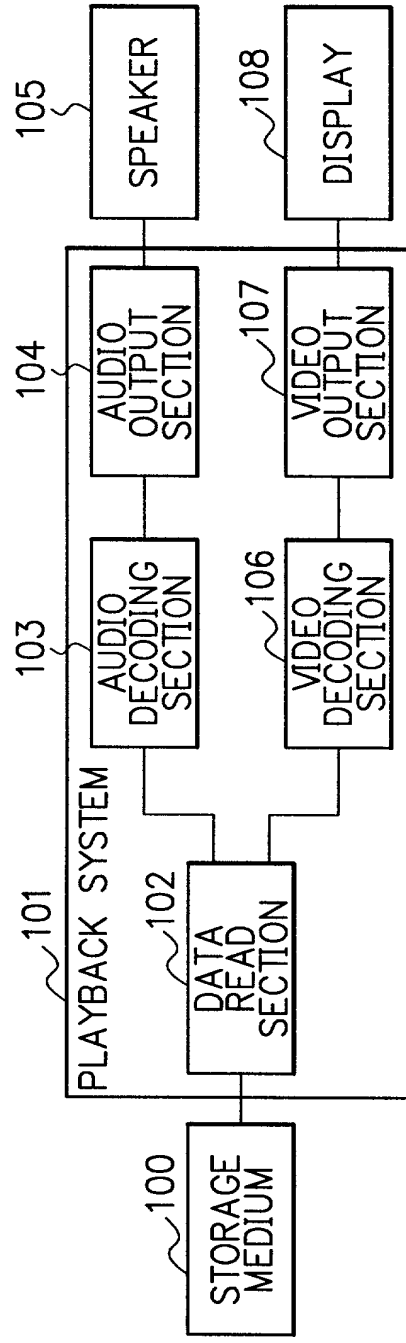 100
STORAGE
MEDIUM
101
PLAYBACK SYSTEM
102
DATA
READ
SECTION
103
AUDIO
DECODING
SECTION
104
AUDIO
OUTPUT
SECTION
105
SPEAKER
106
VIDEO
DECODING
SECTION
107
VIDEO
OUTPUT
SECTION
108
DISPLAY